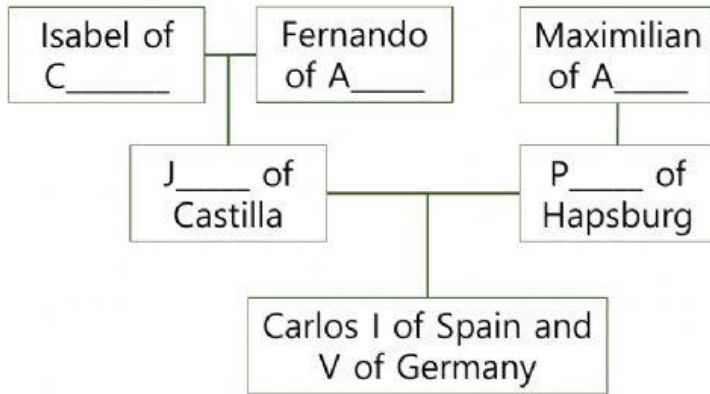 Isabel of
C_______
Fernando
of A_____
Maximilian
of A_____
J_____ of
Castilla
P_____ of
Hapsburg
Carlos I of Spain and
V of Germany